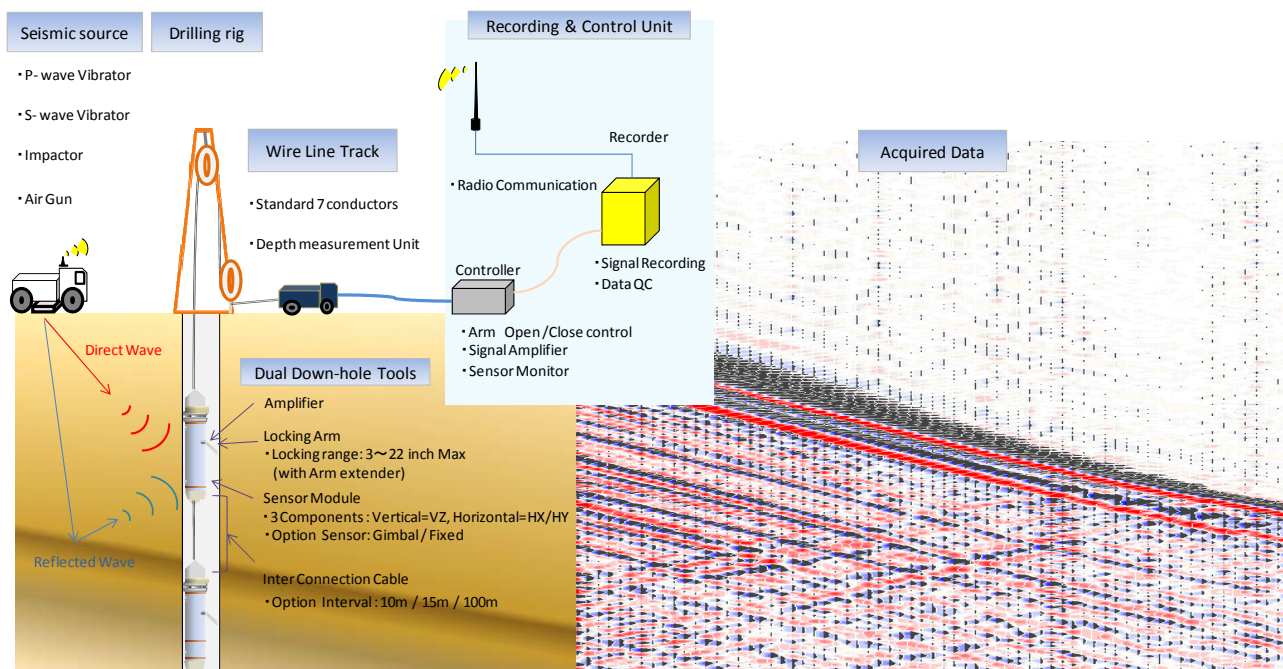 Seismic source
・P- wave Vibrator
・S- wave Vibrator
・Impactor
・Air Gun
Drilling rig
Wire Line Track
・Standard 7 conductors
・Depth measurement Unit
Recording & Control Unit
Recorder
・Radio Communication
・Signal Recording
・Data QC
Controller
・Arm Open/Close control
・Signal Amplifier
・Sensor Monitor
Acquired Data
Direct Wave
Reflected Wave
Dual Down-hole Tools
Amplifier
Locking Arm
・Locking range: 3～22 inch Max
(with Arm extender)
Sensor Module
・3 Components : Vertical=VZ, Horizontal=HX/HY
・Option Sensor: Gimbal / Fixed
Inter Connection Cable
・Option Interval : 10m / 15m / 100m